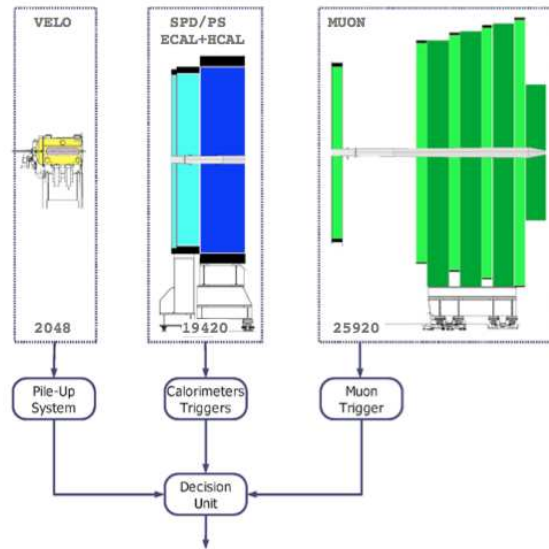 VELO
SPD/PS
ECAL+HCAL
MUON
2048
19420
25920
Pile-Up
System
Calorimeters
Triggers
Muon
Trigger
Decision
Unit